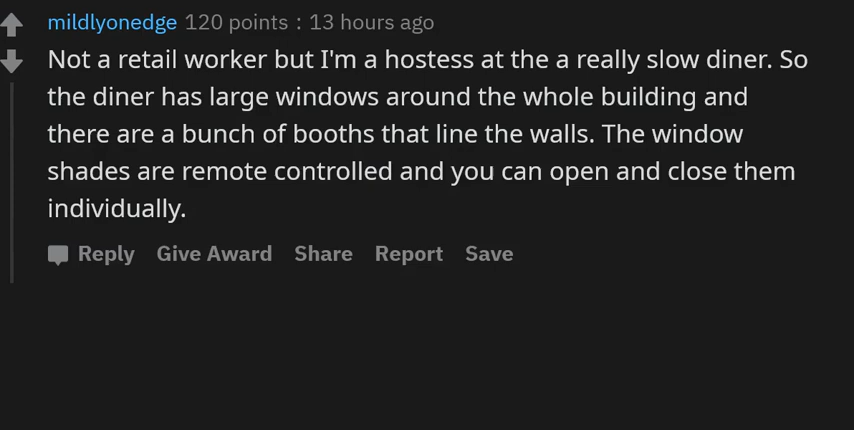 mildlyonedge 120 points : 13 hours ago
Not a retail worker but I'm a hostess at the a really slow diner. So
the diner has large windows around the whole building and
there are a bunch of booths that line the walls. The window
shades are remote controlled and you can open and close them
individually.
Reply Give Award Share Report Save